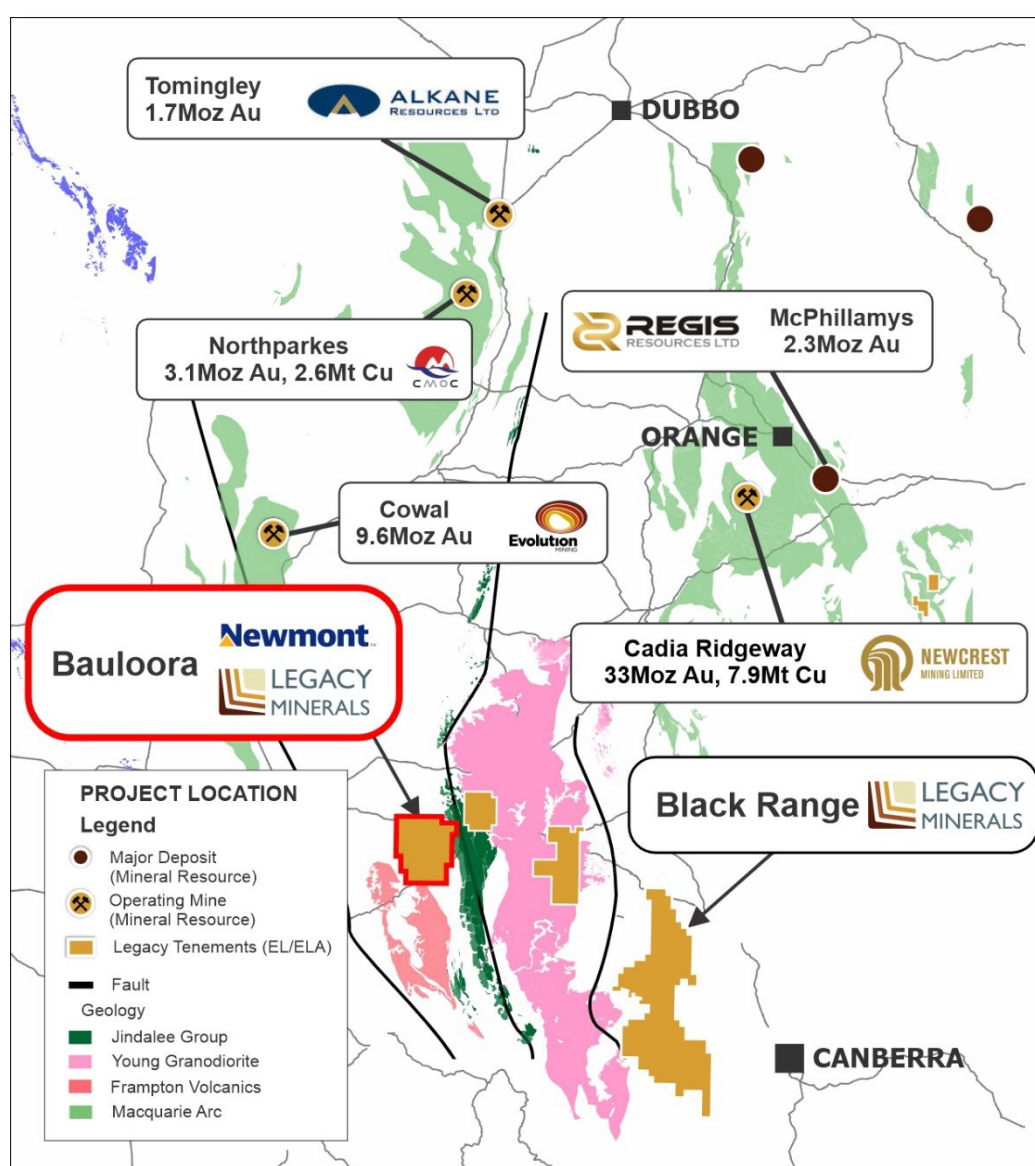 Tomingley
1.7Moz Au
ALKANE
RESOURCES LTD
DUBBO
Northparkes
3.1Moz Au, 2.6Mt Cu
CMOC
REGIS
RESOURCES LTD
McPhillamys
2.3Moz Au
ORANGE
Cowal
9.6Moz Au
Evolution
MINING
Bauloora
Newmont™
LEGACY
MINERALS
Cadia Ridgeway
33Moz Au, 7.9Mt Cu
NEWCREST
MINING LIMITED
Black Range
LEGACY
MINERALS
PROJECT LOCATION
Legend
Major Deposit
(Mineral Resource)
Operating Mine
(Mineral Resource)
Legacy Tenements (EL/ELA)
Fault
Geology
Jindalee Group
Young Granodiorite
Frampton Volcanics
Macquarie Arc
CANBERRA